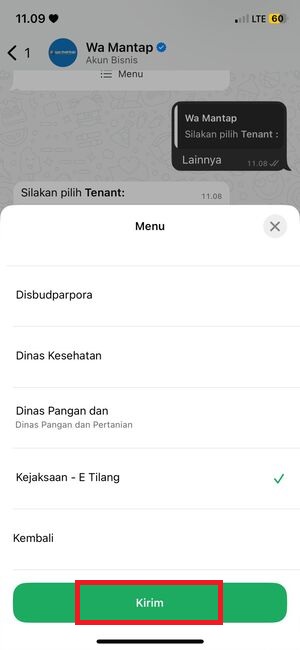 11.09
LTE 60
1
Wa Mantap
Akun Bisnis
Menu
Wa Mantap
Silakan pilih Tenant :
Lainnya
11.08
Silakan pilih Tenant:
11.08
Menu
Disbudparpora
Dinas Kesehatan
Dinas Pangan dan
Dinas Pangan dan Pertanian
Kejaksaan - E Tilang
Kembali
Kirim